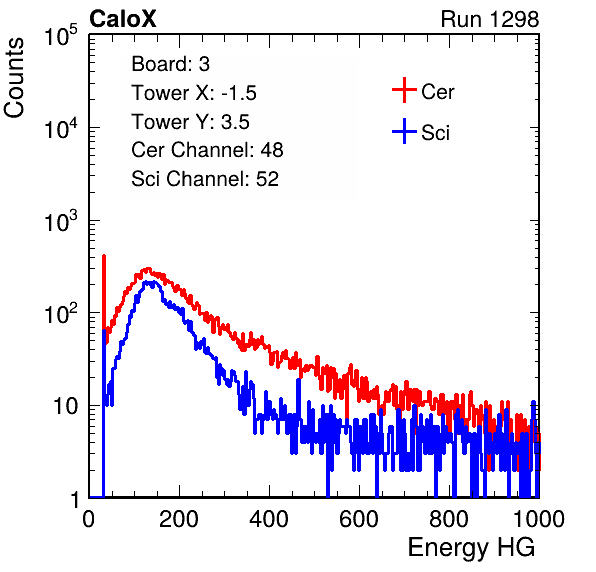 CaloX Run 1298
Counts
10^5
10^4
10^3
10^2
10
1
Board: 3
Tower X: -1.5
Tower Y: 3.5
Cer Channel: 48
Sci Channel: 52
Cer
Sci
0 200 400 600 800 1000
Energy HG